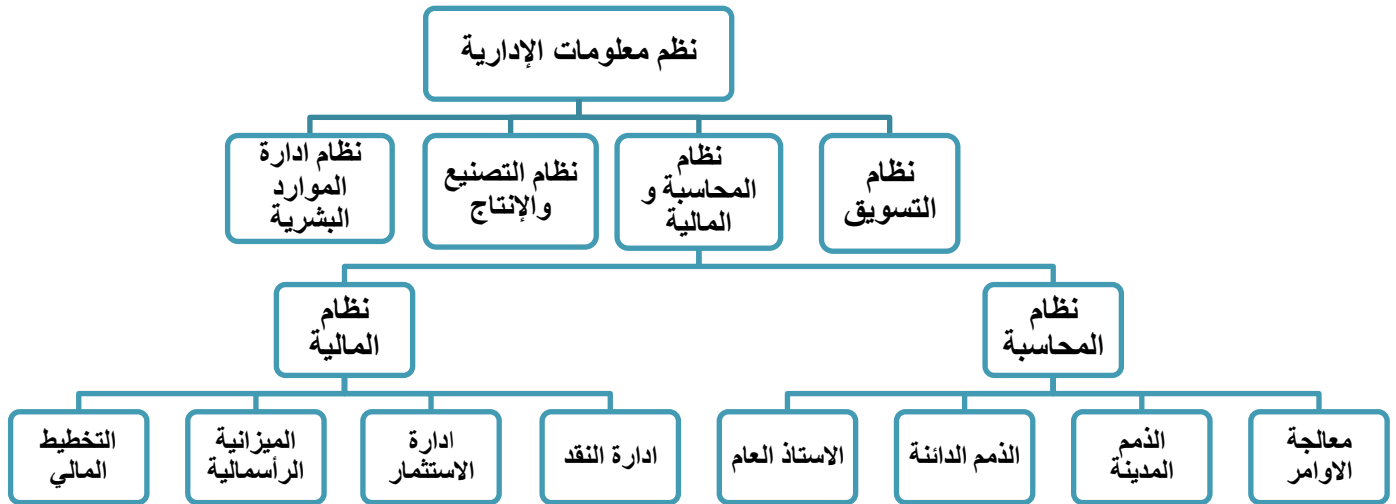 نظم معلومات الإدارية
نظام
التسويق
نظام
المحاسبة و
المالية
نظام التصنيع
والإنتاج
نظام ادارة
الموارد
البشرية
نظام
المحاسبة
نظام
المالية
معالجة
الاوامر
الذمم
المدينة
الذمم الدائنة
الاستاذ العام
ادارة النقد
ادارة
الاستثمار
الميزانية
الرأسمالية
التخطيط
المالي